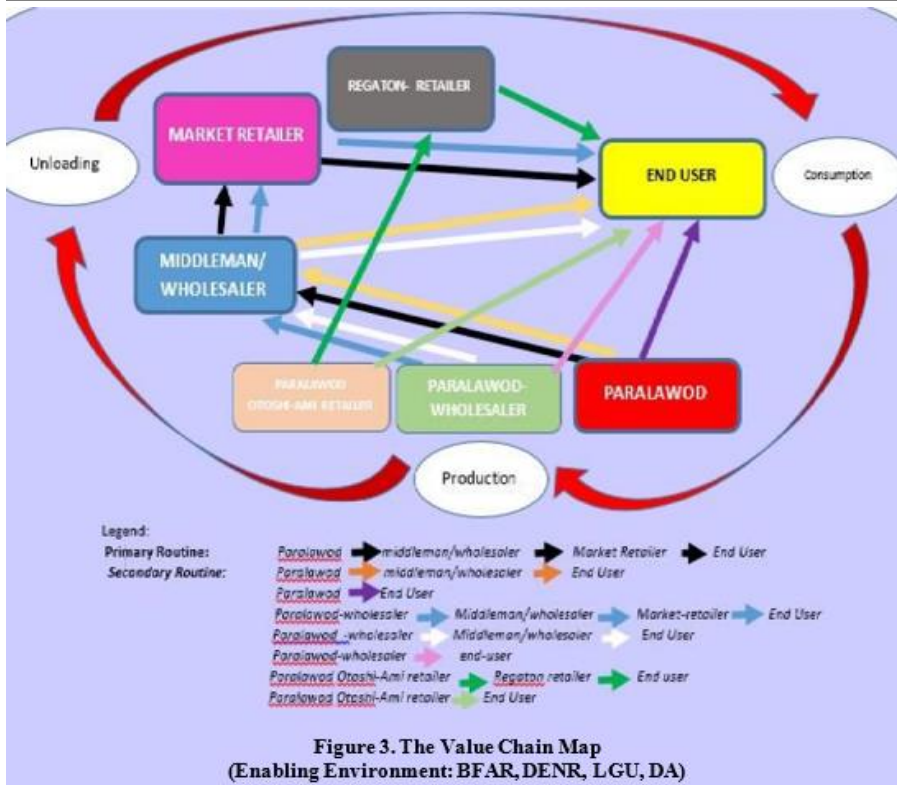 REGATON- RETAILER
MARKET RETAILER
Unloading
END USER
Consumption
MIDDLEMAN/
WHOLESALER
PARALAWOD
OTOSHI-AMI RETAILER
PARALAWOD-
WHOLESALER
PARALAWOD
Production
Legend:
Primary Routine: Paralawod middleman/wholesaler Market Retailer End User
Secondary Routine: Paralawod middleman/wholesaler End User
Paralawod End User
Paralawod-wholesaler Middleman/wholesaler Market-retailer End User
Paralawod -wholesaler Middleman/wholesaler End User
Paralawod-wholesaler end-user
Paralawod Otoshi-Ami retailer Regaton retailer End user
Paralawod Otoshi-Ami retailer End User
Figure 3. The Value Chain Map
(Enabling Environment: BFAR, DENR, LGU, DA)